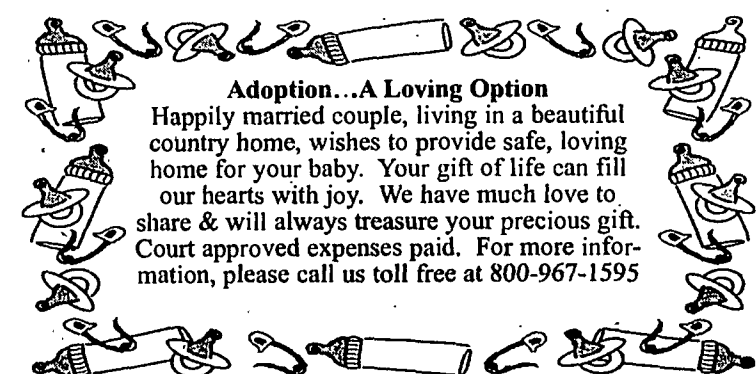 Adoption...A Loving Option
Happily married couple, living in a beautiful
country home, wishes to provide safe, loving
home for your baby. Your gift of life can fill
our hearts with joy. We have much love to
share & will always treasure your precious gift.
Court approved expenses paid. For more infor-
mation, please call us toll free at 800-967-1595